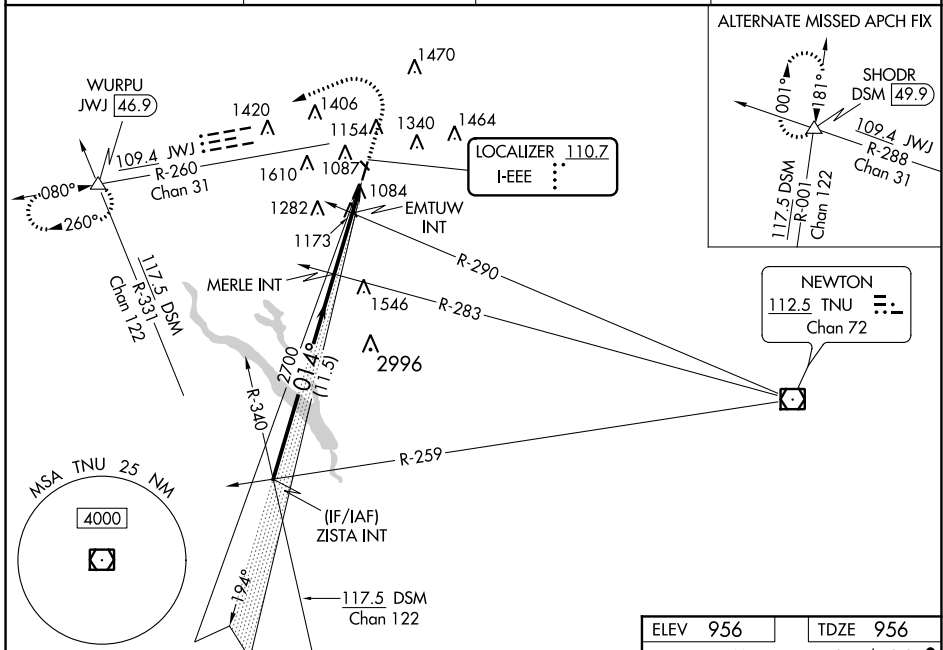 ALTERNATE MISSED APCH FIX
SHODR
DSM 49.9
001°
181°
109.4 JWJ
R-288
Chan 31
117.5 DSM
R-001
Chan 122
WURPU
JWJ 46.9
1420
1406
1470
1154
1340
1464
109.4 JWJ
R-260
Chan 31
1610
1087
LOCALIZER 110.7
I-EEE
080°
260°
1282
1084
EMTUW
INT
1173
117.5 DSM
R-331
Chan 122
MERLE INT
R-290
R-283
1546
2996
NEWTON
112.5 TNU
Chan 72
2700
014°
(11.5)
R-340
R-259
MSA TNU 25 NM
4000
(IF/IAF)
ZISTA INT
194°
117.5 DSM
Chan 122
ELEV 956
TDZE 956